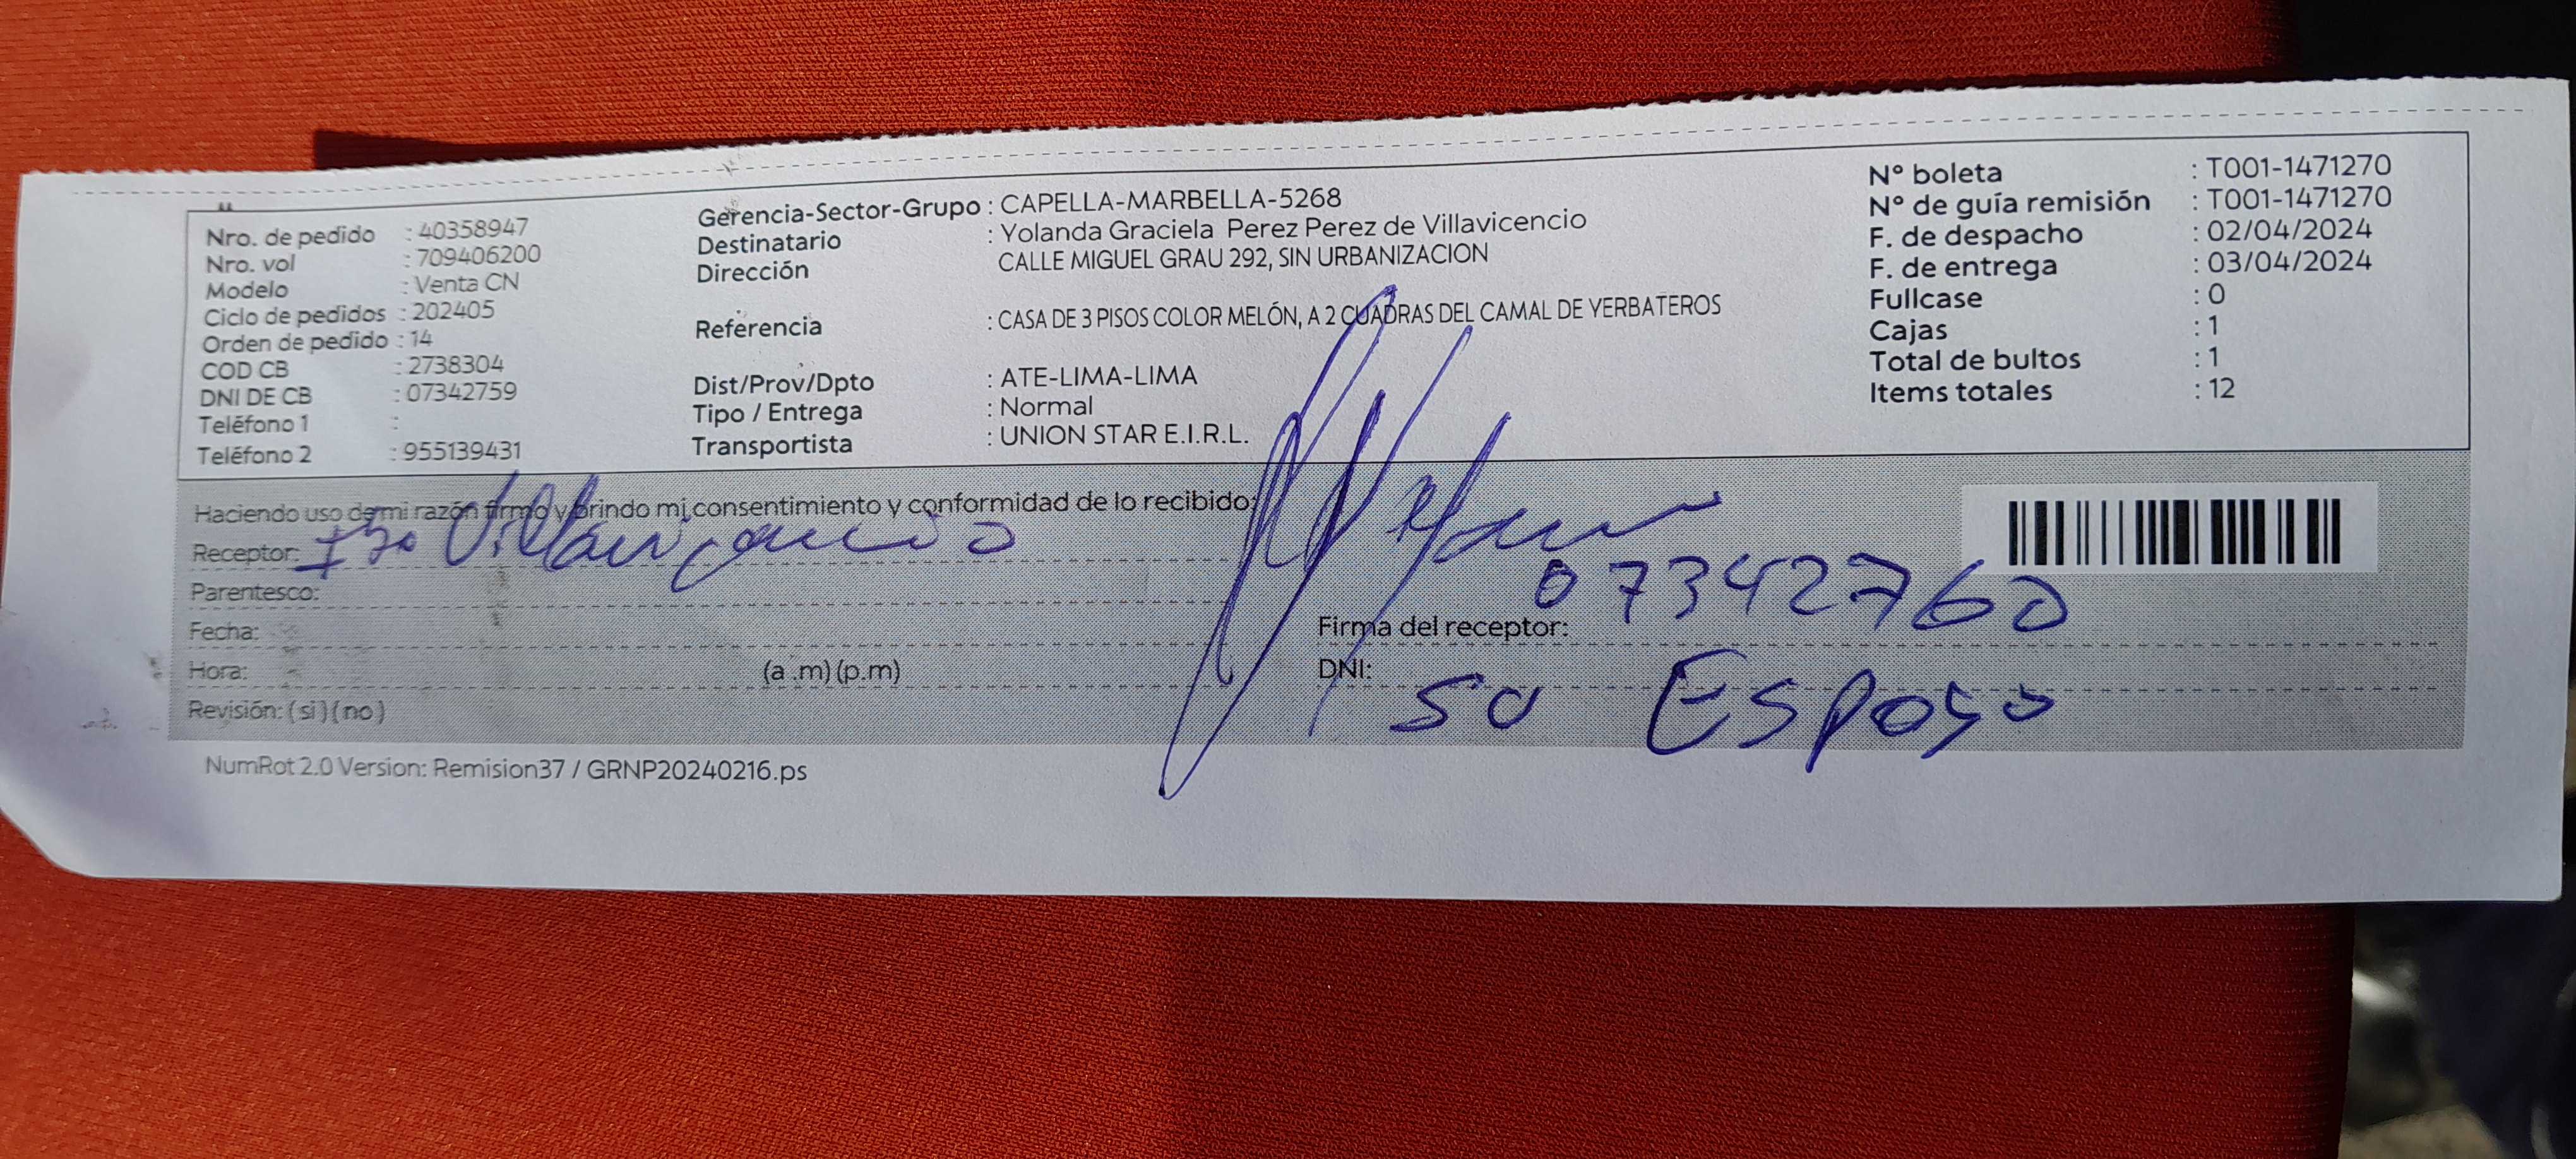 Nro. de pedido : 40358947
Nro. vol : 709406200
Modelo : Venta CN
Ciclo de pedidos : 202405
Orden de pedido : 14
COD CB : 2738304
DNI DE CB : 07342759
Teléfono 1 :
Teléfono 2 : 955139431
Gerencia-Sector-Grupo : CAPELLA-MARBELLA-5268
Destinatario : Yolanda Graciela Perez Perez de Villavicencio
Dirección CALLE MIGUEL GRAU 292, SIN URBANIZACION
Referencia : CASA DE 3 PISOS COLOR MELÓN, A 2 CUADRAS DEL CAMAL DE YERBATEROS
Dist/Prov/Dpto : ATE-LIMA-LIMA
Tipo / Entrega : Normal
Transportista : UNION STAR E.I.R.L.
N° boleta : T001-1471270
N° de guía remisión : T001-1471270
F. de despacho : 02/04/2024
F. de entrega : 03/04/2024
Fullcase : 0
Cajas : 1
Total de bultos : 1
Items totales : 12
Haciendo uso de mi razón firmo y brindo mi consentimiento y conformidad de lo recibido:
Receptor: Villavicencio
Parentesco:
Fecha:
Hora: (a .m) (p.m)
Revisión: (si) (no)
07342760
Firma del receptor:
DNI:
su Esposo
NumRot 2.0 Version: Remision37 / GRNP20240216.ps